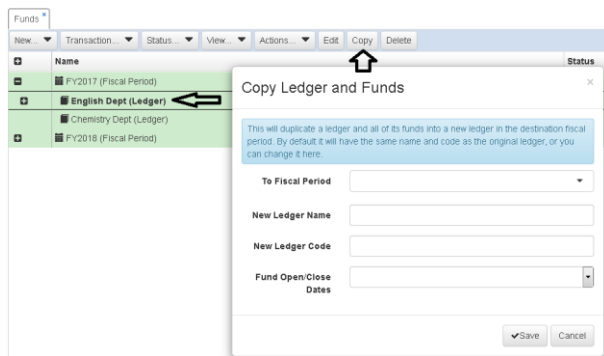 Funds *
New... Transaction... Status... View... Actions... Edit Copy Delete
Name Status
FY2017 (Fiscal Period)
English Dept (Ledger)
Chemistry Dept (Ledger)
FY2018 (Fiscal Period)
Copy Ledger and Funds ×
This will duplicate a ledger and all of its funds into a new ledger in the destination fiscal
period. By default it will have the same name and code as the original ledger, or you
can change it here.
To Fiscal Period
New Ledger Name
New Ledger Code
Fund Open/Close
Dates
Save Cancel